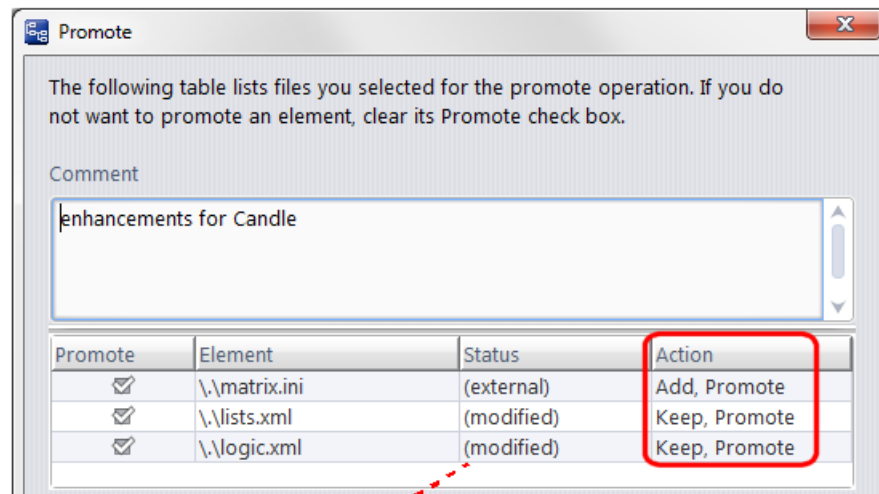 Promote
The following table lists files you selected for the promote operation. If you do
not want to promote an element, clear its Promote check box.
Comment
enhancements for Candle
Promote Element Status Action
\.\matrix.ini (external) Add, Promote
\.\lists.xml (modified) Keep, Promote
\.\logic.xml (modified) Keep, Promote